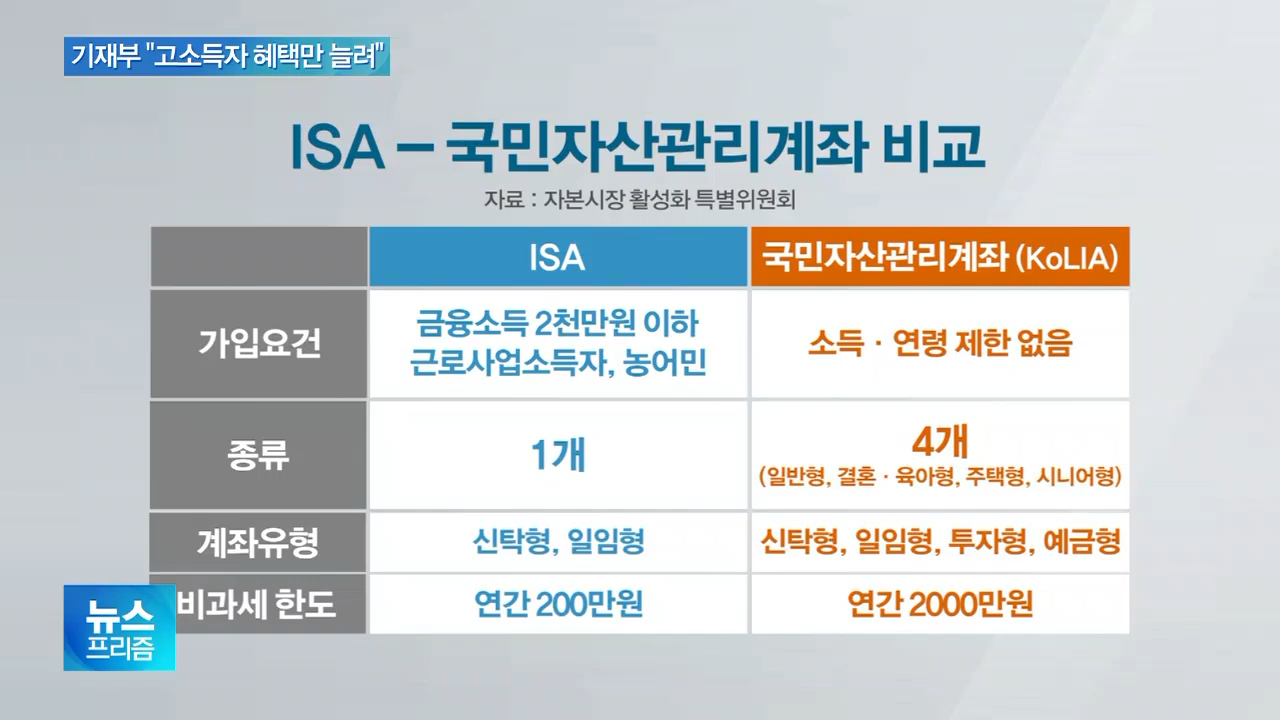 기재부 "고소득자 혜택만 늘려"
ISA – 국민자산관리계좌 비교
자료 : 자본시장 활성화 특별위원회
ISA
국민자산관리계좌 (KoLIA)
가입요건
금융소득 2천만원 이하
근로사업소득자, 농어민
소득 · 연령 제한 없음
종류
1개
4개
(일반형, 결혼 · 육아형, 주택형, 시니어형)
계좌유형
신탁형, 일임형
신탁형, 일임형, 투자형, 예금형
비과세 한도
연간 200만원
연간 2000만원
뉴스
프리즘